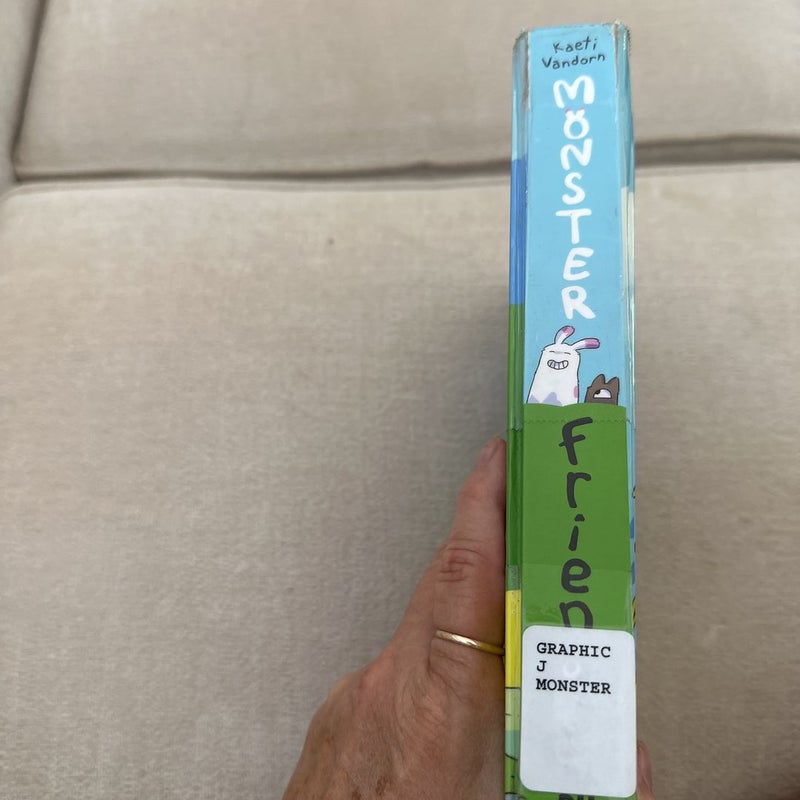 Kaeti
Vandorn
MONSTER
Frien
GRAPHIC
J
MONSTER